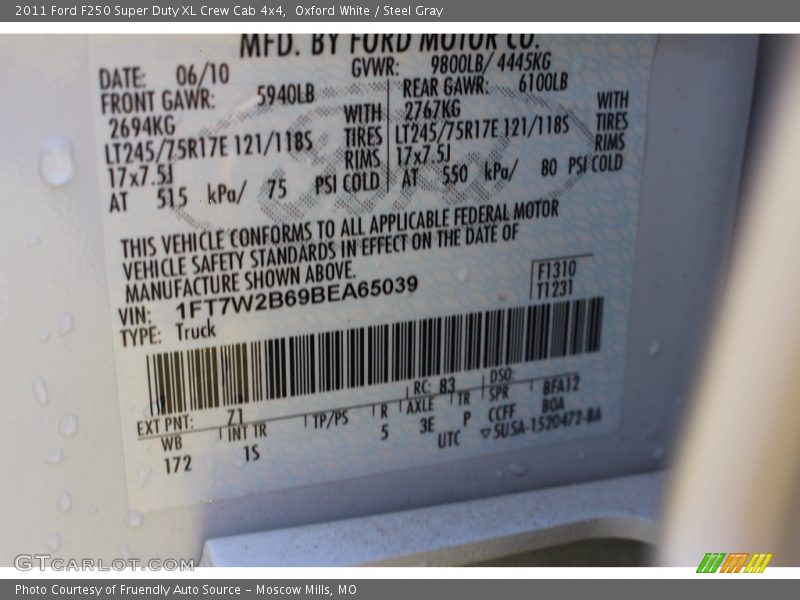 2011 Ford F250 Super Duty XL Crew Cab 4x4, Oxford White / Steel Gray
MFD. BY FORD MOTOR CO.
DATE: 06/10 GVWR: 9800LB/ 4445KG
FRONT GAWR: 5940LB REAR GAWR: 6100LB
2694KG WITH 2767KG WITH
LT245/75R17E 121/118S TIRES LT245/75R17E 121/118S TIRES
17x7.5J RIMS 17x7.5J RIMS
AT 515 kPa/ 75 PSI COLD AT 550 kPa/ 80 PSI COLD
THIS VEHICLE CONFORMS TO ALL APPLICABLE FEDERAL MOTOR
VEHICLE SAFETY STANDARDS IN EFFECT ON THE DATE OF
MANUFACTURE SHOWN ABOVE.
VIN: 1FT7W2B69BEA65039 F1310
TYPE: Truck T1231
EXT PNT: Z1 RC: B3 DSO:
WB INT TR TP/PS R AXLE TR SPR BFA12
172 1S 5 3E P CCFF BOA
UTC ▽5U5A-1520472-BA
GTCARLOT.COM
Photo Courtesy of Fruendly Auto Source – Moscow Mills, MO